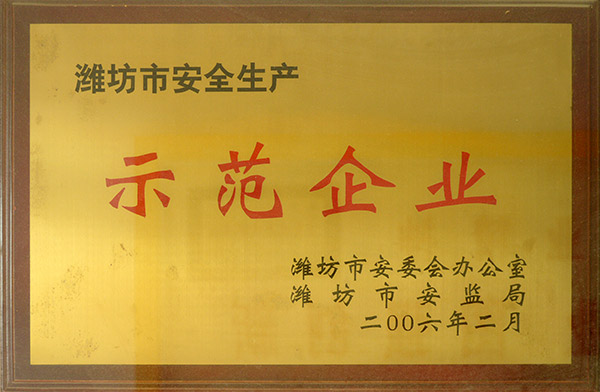 潍坊市安全生产
示范企业
潍坊市安委会办公室
潍坊市安监局
二00六年二月